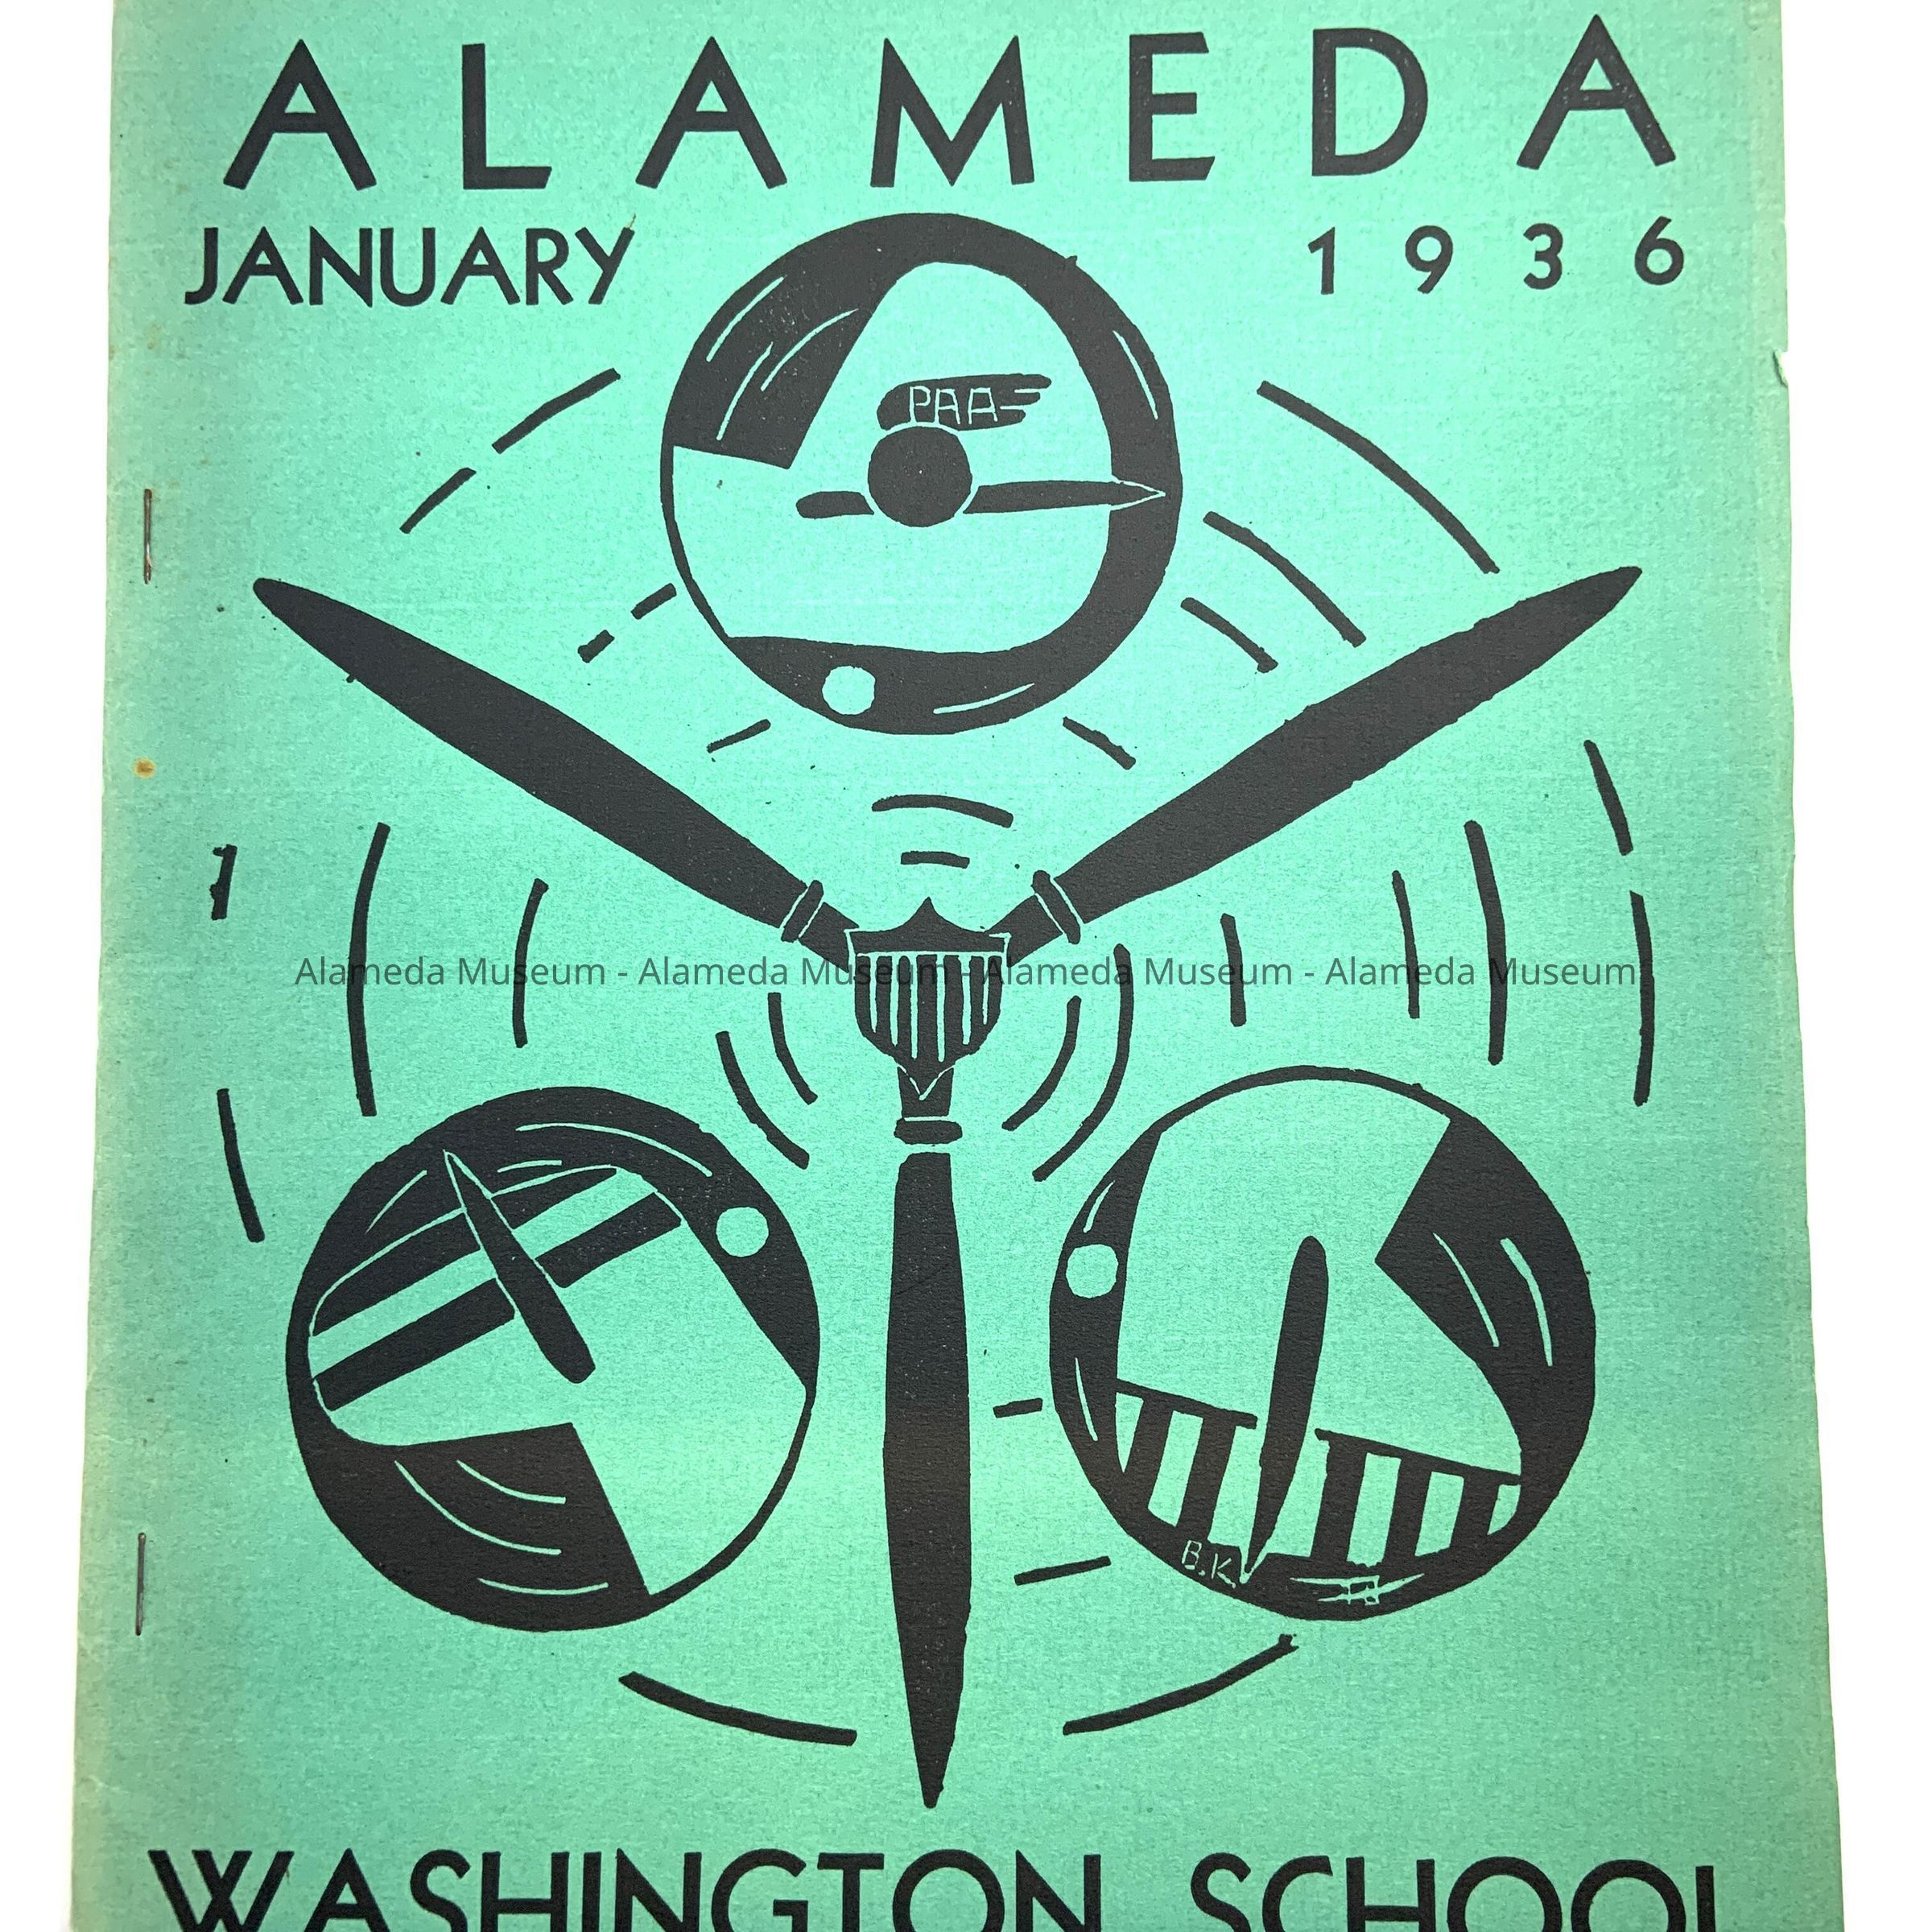 ALAMEDA
JANUARY 1936
PAA
Alameda Museum - Alameda Museum - Alameda Museum - Alameda Museum
B.K.
WASHINGTON SCHOOL